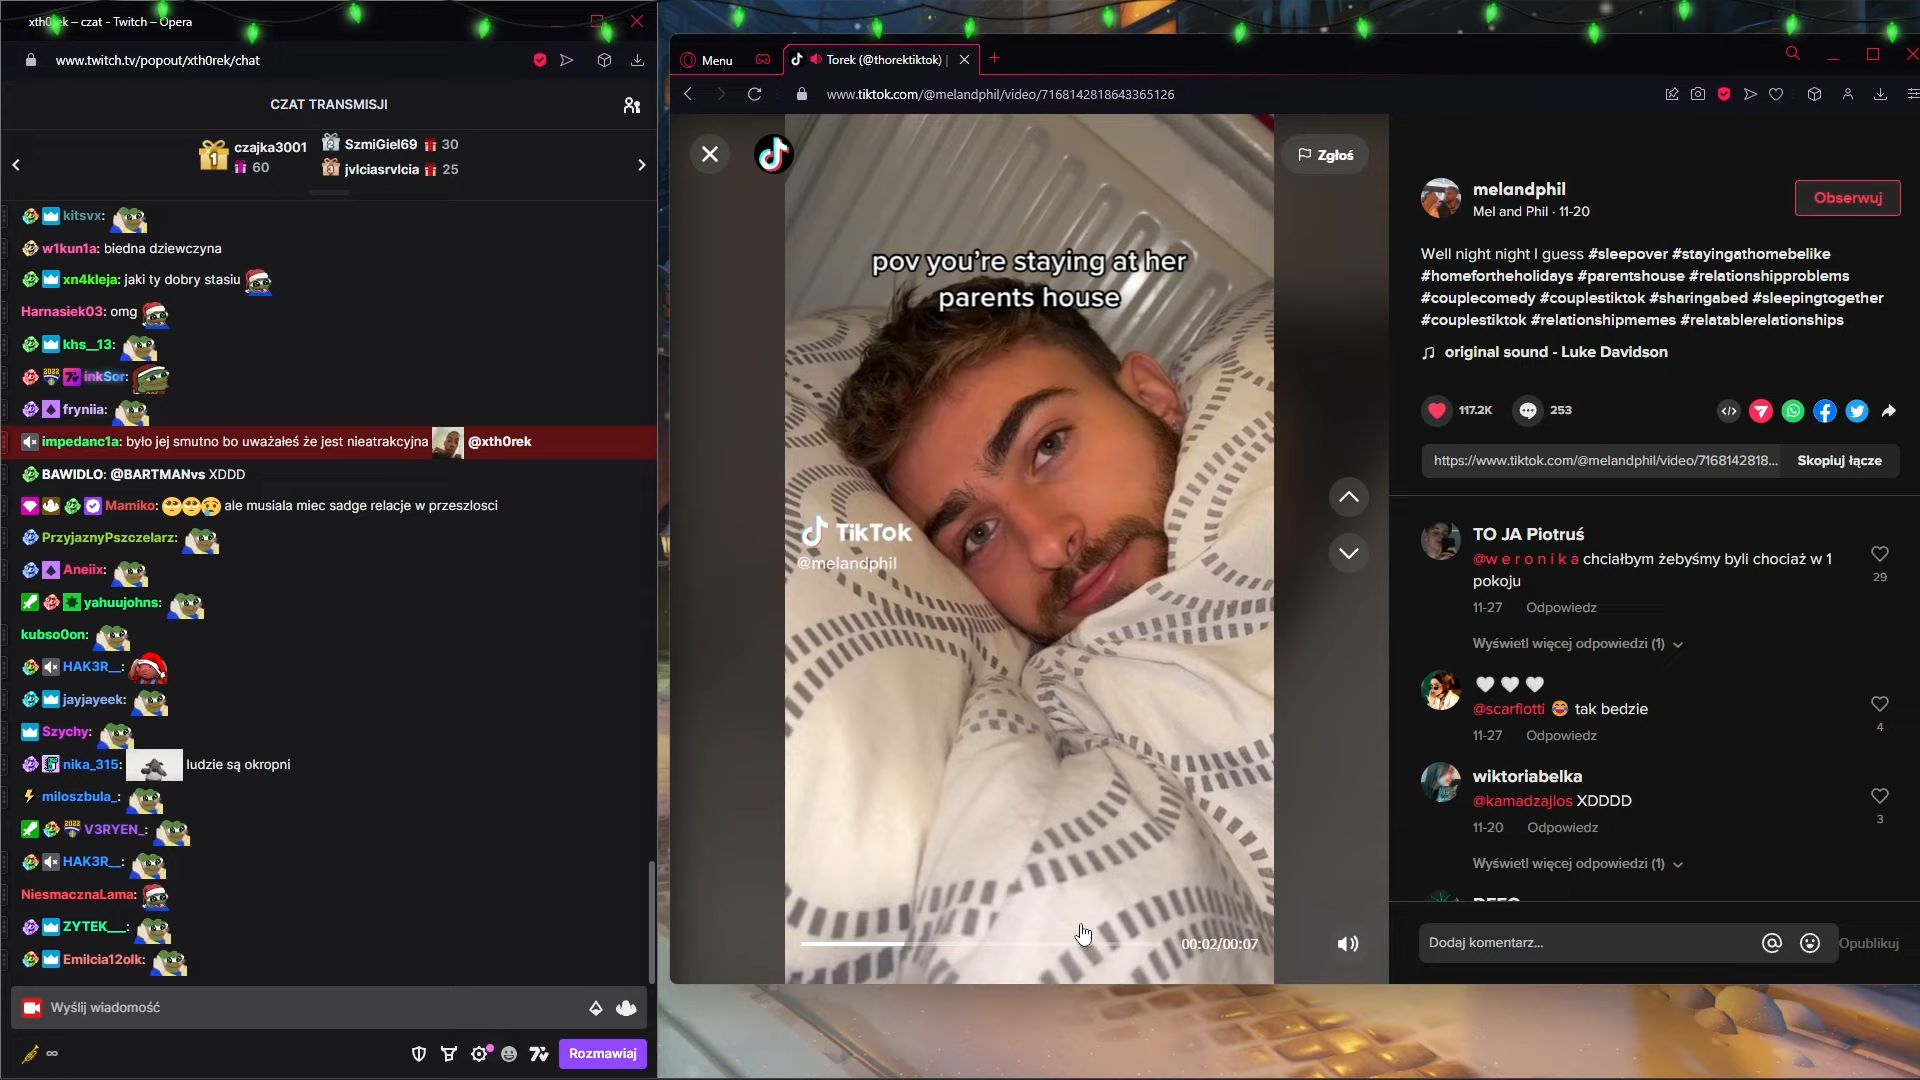 xth0rek – czat - Twitch – Opera
www.twitch.tv/popout/xth0rek/chat
CZAT TRANSMISJI
1 czajka3001 60
2 SzmiGiel69 30
3 jvlciasrvlcia 25
kitsvx:
w1kun1a: biedna dziewczyna
xn4kleja: jaki ty dobry stasiu
Harnasiek03: omg
khs__13:
inkSor:
fryniia:
impedanc1a: było jej smutno bo uważałeś że jest nieatrakcyjna @xth0rek
BAWIDLO: @BARTMANvs XDDD
Mamiko: ale musiala miec sadge relacje w przeszlosci
PrzyjaznyPszczelarz:
Aneiix:
yahuujohns:
kubso0on:
HAK3R__:
jayjayeek:
Szychy:
nika_315: ludzie są okropni
miloszbula_:
V3RYEN_:
HAK3R__:
NiesmacznaLama:
ZYTEK___:
Emilcia12olk:
Wyślij wiadomość
∞
Rozmawiaj
Menu
Torek (@thorektiktok) |
www.tiktok.com/@melandphil/video/7168142818643365126
Zgłoś
pov you're staying at her
parents house
TikTok
@melandphil
00:02/00:07
melandphil
Mel and Phil · 11-20
Obserwuj
Well night night I guess #sleepover #stayingathomebelike
#homefortheholidays #parentshouse #relationshipproblems
#couplecomedy #couplestiktok #sharingabed #sleepingtogether
#couplestiktok #relationshipmemes #relatablerelationships
original sound - Luke Davidson
117.2K
253
https://www.tiktok.com/@melandphil/video/7168142818...
Skopiuj łącze
TO JA Piotruś
@w e r o n i k a chciałbym żebyśmy byli chociaż w 1
pokoju
29
11-27 Odpowiedz
Wyświetl więcej odpowiedzi (1)
@scarfiotti 😂 tak bedzie
4
11-27 Odpowiedz
wiktoriabelka
@kamadzajlos XDDDD
3
11-20 Odpowiedz
Wyświetl więcej odpowiedzi (1)
Dodaj komentarz...
Opublikuj